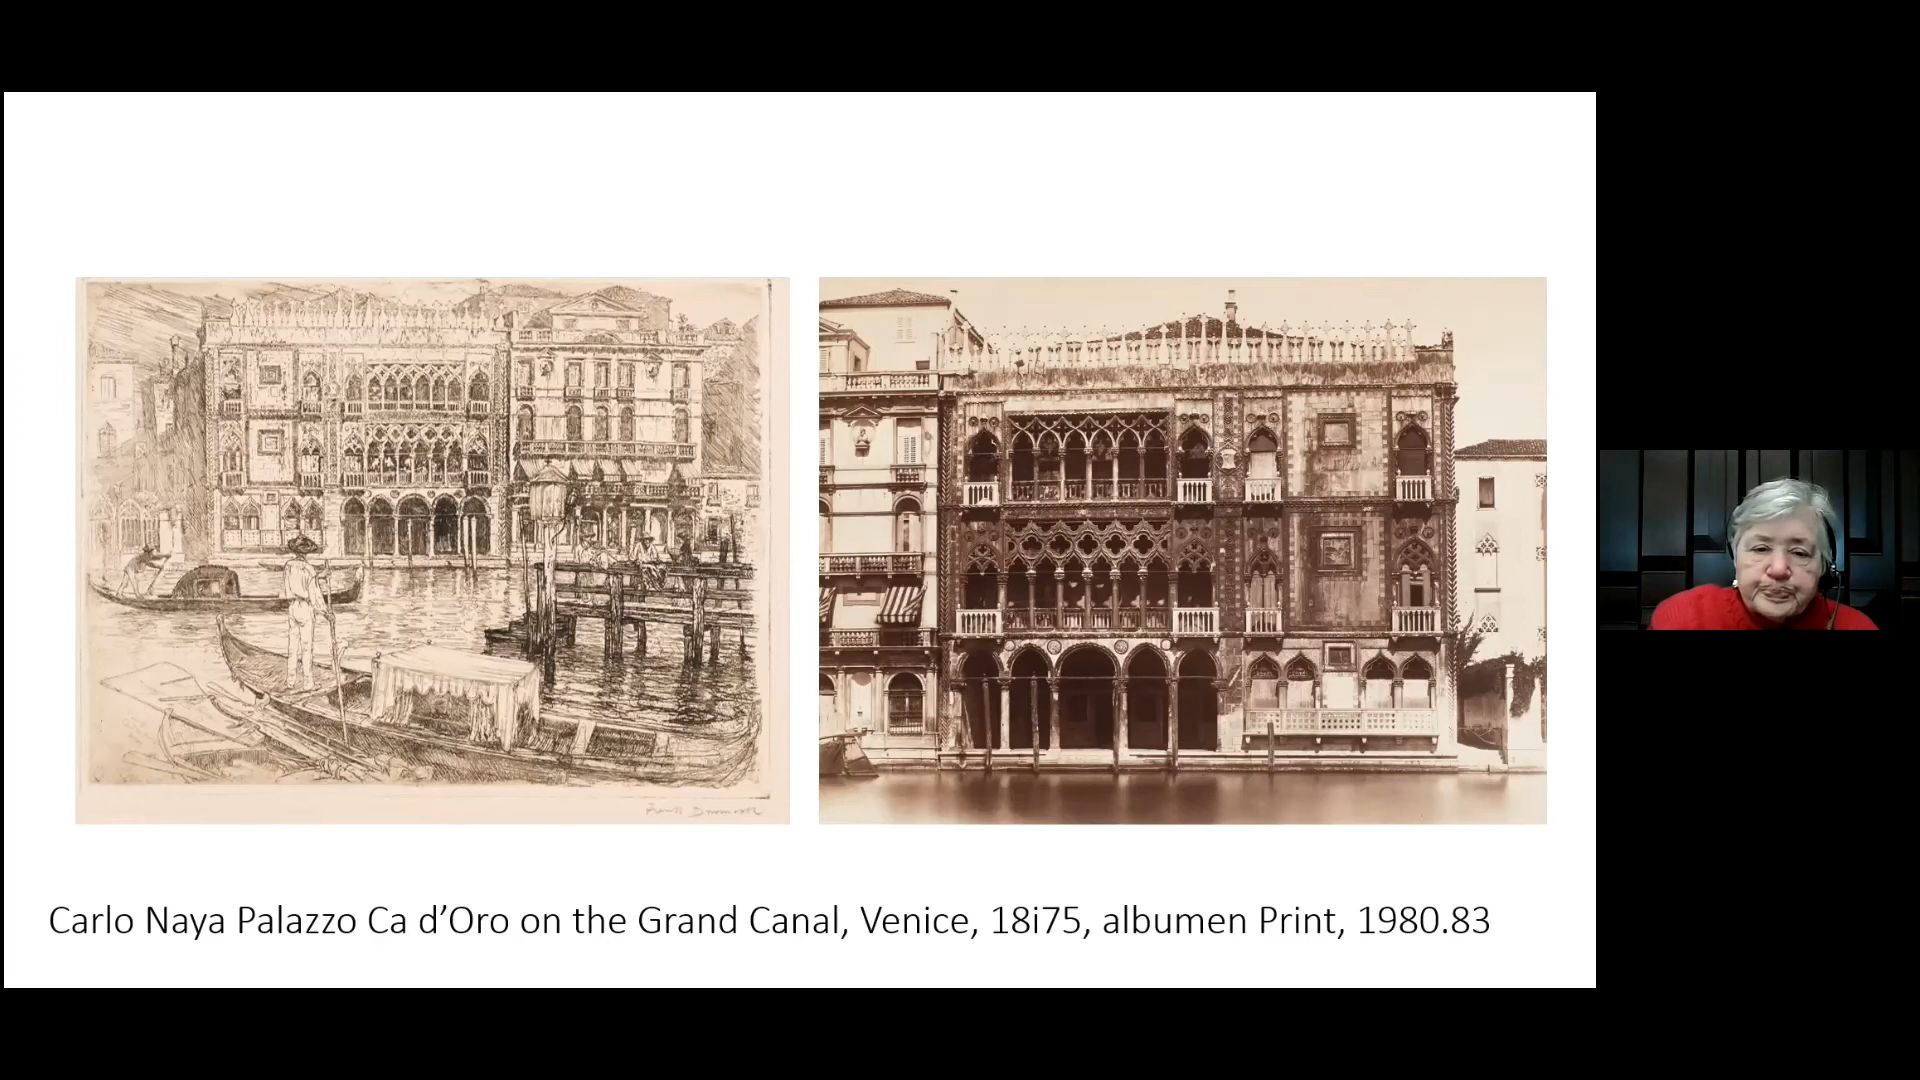 Carlo Naya Palazzo Ca d’Oro on the Grand Canal, Venice, 18i75, albumen Print, 1980.83